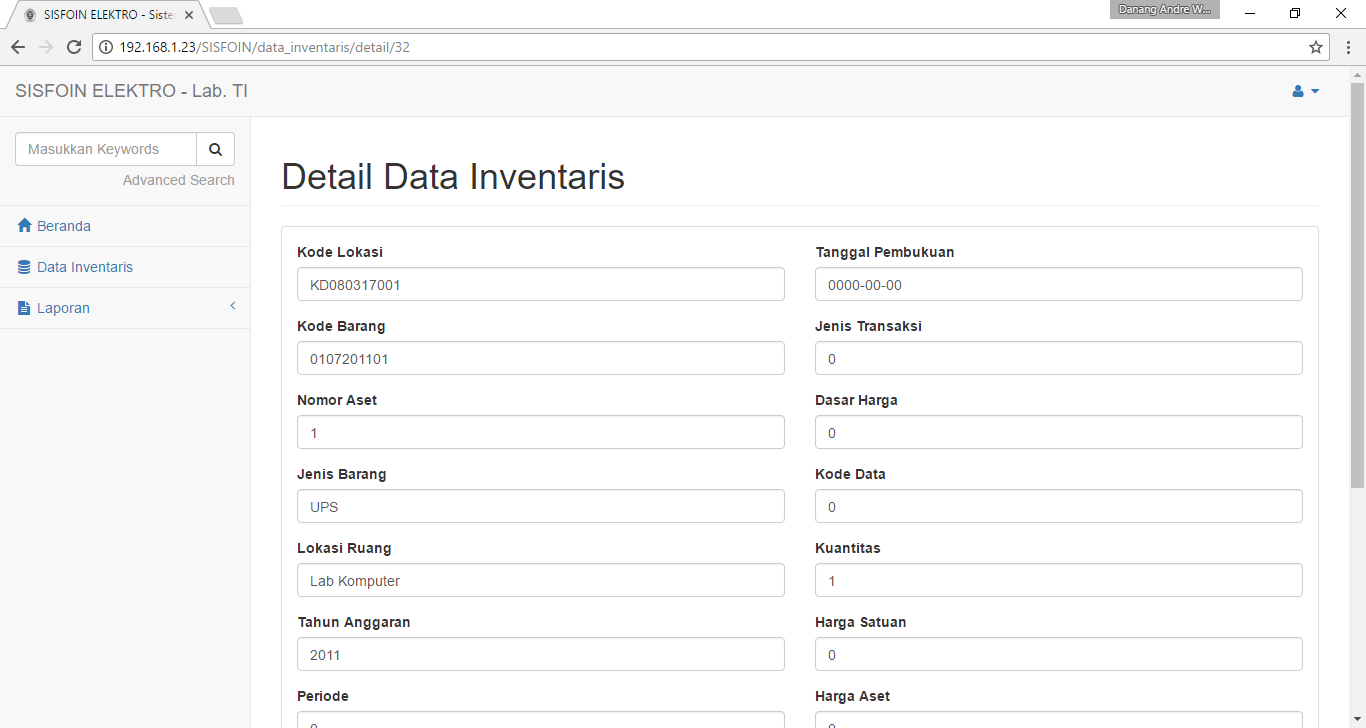 SISFOIN ELEKTRO - Siste
Danang Andre W...
192.168.1.23/SISFOIN/data_inventaris/detail/32
SISFOIN ELEKTRO - Lab. TI
Masukkan Keywords
Advanced Search
Beranda
Data Inventaris
Laporan
Detail Data Inventaris
Kode Lokasi
KD080317001
Kode Barang
0107201101
Nomor Aset
1
Jenis Barang
UPS
Lokasi Ruang
Lab Komputer
Tahun Anggaran
2011
Periode
0
Tanggal Pembukuan
0000-00-00
Jenis Transaksi
0
Dasar Harga
0
Kode Data
0
Kuantitas
1
Harga Satuan
0
Harga Aset
0